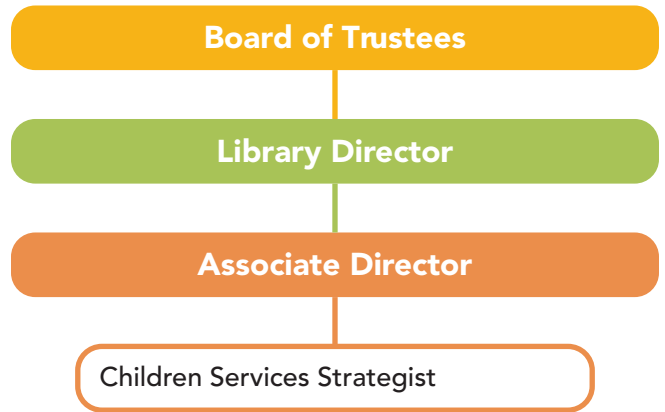 Board of Trustees
Library Director
Associate Director
Children Services Strategist